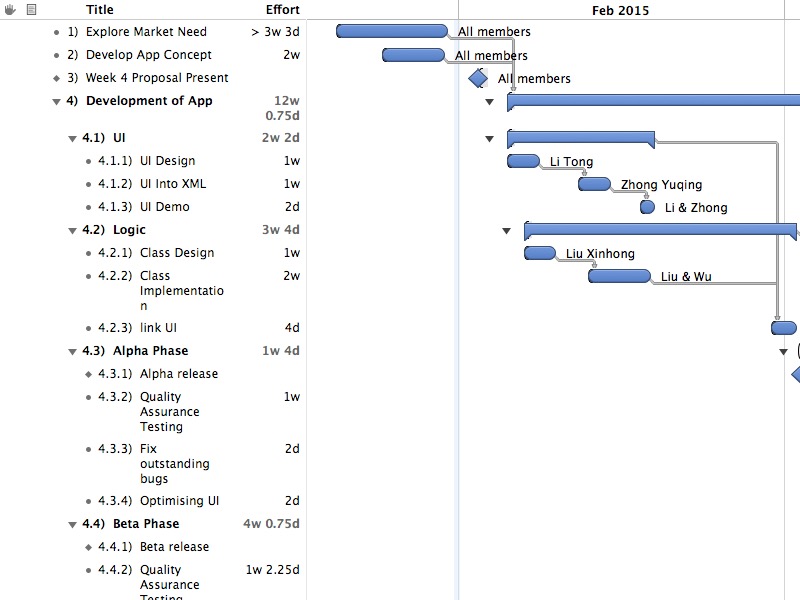 Title Effort Feb 2015
1) Explore Market Need > 3w 3d All members
2) Develop App Concept 2w All members
3) Week 4 Proposal Present All members
4) Development of App 12w
0.75d
4.1) UI 2w 2d
4.1.1) UI Design 1w Li Tong
4.1.2) UI Into XML 1w Zhong Yuqing
4.1.3) UI Demo 2d Li & Zhong
4.2) Logic 3w 4d
4.2.1) Class Design 1w Liu Xinhong
4.2.2) Class 2w Liu & Wu
Implementatio
n
4.2.3) link UI 4d
4.3) Alpha Phase 1w 4d
4.3.1) Alpha release
4.3.2) Quality 1w
Assurance
Testing
4.3.3) Fix 2d
outstanding
bugs
4.3.4) Optimising UI 2d
4.4) Beta Phase 4w 0.75d
4.4.1) Beta release
4.4.2) Quality 1w 2.25d
Assurance
Testing